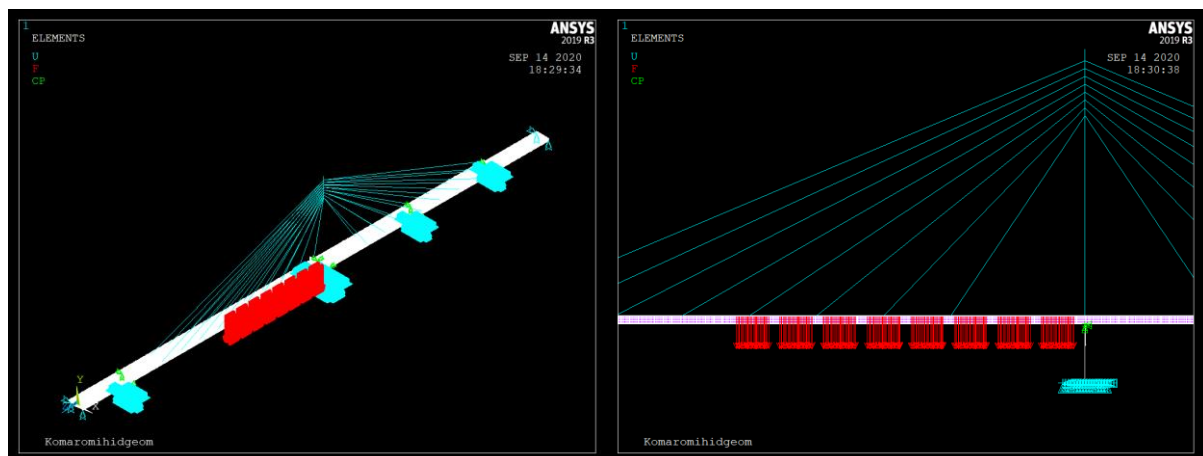 1
ELEMENTS
U
F
CP
ANSYS
2019 R3
SEP 14 2020
18:29:34
Y
X
Komaromihidgeom
1
ELEMENTS
U
F
CP
ANSYS
2019 R3
SEP 14 2020
18:30:38
Komaromihidgeom